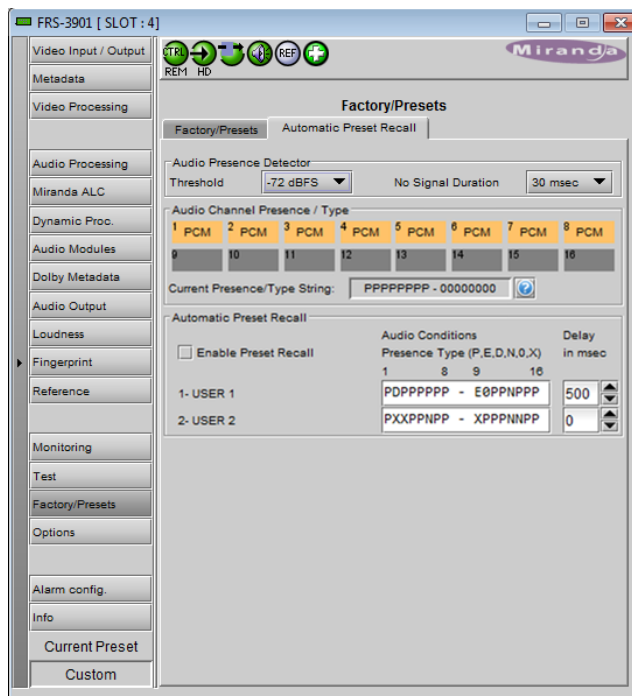 FRS-3901 [ SLOT : 4]
Video Input / Output
Metadata
Video Processing
Audio Processing
Miranda ALC
Dynamic Proc.
Audio Modules
Dolby Metadata
Audio Output
Loudness
Fingerprint
Reference
Monitoring
Test
Factory/Presets
Options
Alarm config.
Info
Current Preset
Custom
CTRL REF
REM HD
Miranda
Factory/Presets
Factory/Presets Automatic Preset Recall
Audio Presence Detector
Threshold -72 dBFS No Signal Duration 30 msec
Audio Channel Presence / Type
1 PCM 2 PCM 3 PCM 4 PCM 5 PCM 6 PCM 7 PCM 8 PCM
9 10 11 12 13 14 15 16
Current Presence/Type String: PPPPPPPP - 00000000 ?
Automatic Preset Recall
Audio Conditions Delay
Enable Preset Recall Presence Type (P,E,D,N,0,X) in msec
1 8 9 16
1- USER 1 PDPPPPPP - E0PPNPPP 500
2- USER 2 PXXPPNPP - XPPPNNPP 0